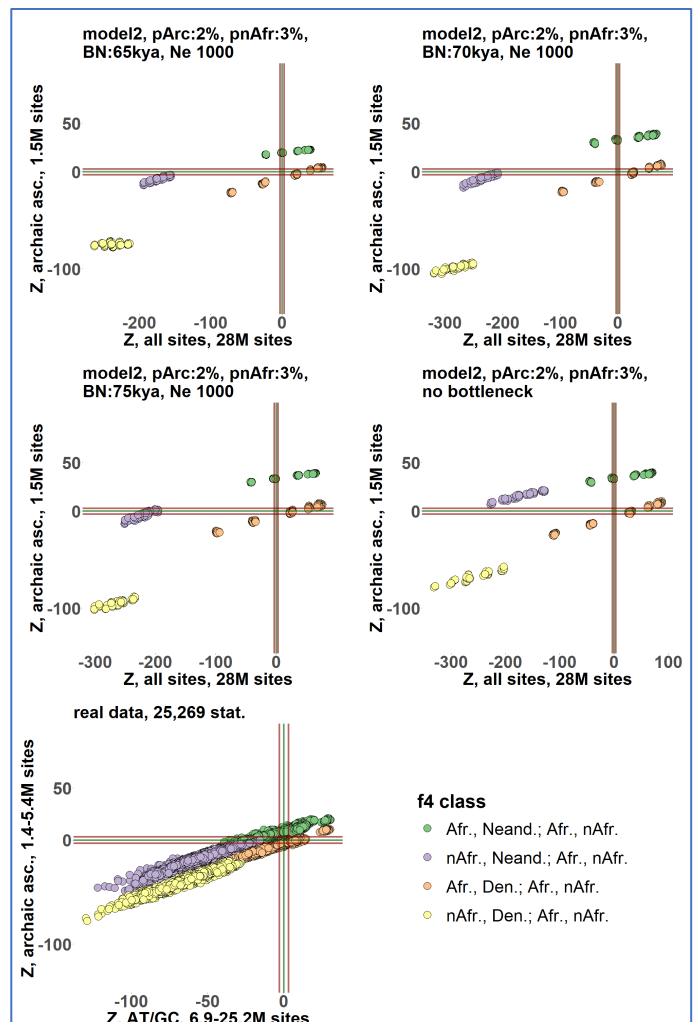 model2, pArc:2%, pnAfr:3%,
BN:65kya, Ne 1000
Z, archaic asc., 1.5M sites
50
0
-100
-200
-100
0
Z, all sites, 28M sites
model2, pArc:2%, pnAfr:3%,
BN:70kya, Ne 1000
Z, archaic asc., 1.5M sites
50
0
-100
-300
-200
-100
0
Z, all sites, 28M sites
model2, pArc:2%, pnAfr:3%,
BN:75kya, Ne 1000
Z, archaic asc., 1.5M sites
50
0
-100
-300
-200
-100
0
Z, all sites, 28M sites
model2, pArc:2%, pnAfr:3%,
no bottleneck
Z, archaic asc., 1.5M sites
50
0
-100
-300
-200
-100
0
100
Z, all sites, 28M sites
real data, 25,269 stat.
Z, archaic asc., 1.4-5.4M sites
50
0
-100
-100
-50
0
Z, AT/GC, 6.9-25.2M sites
f4 class
Afr., Neand.; Afr., nAfr.
nAfr., Neand.; Afr., nAfr.
Afr., Den.; Afr., nAfr.
nAfr., Den.; Afr., nAfr.